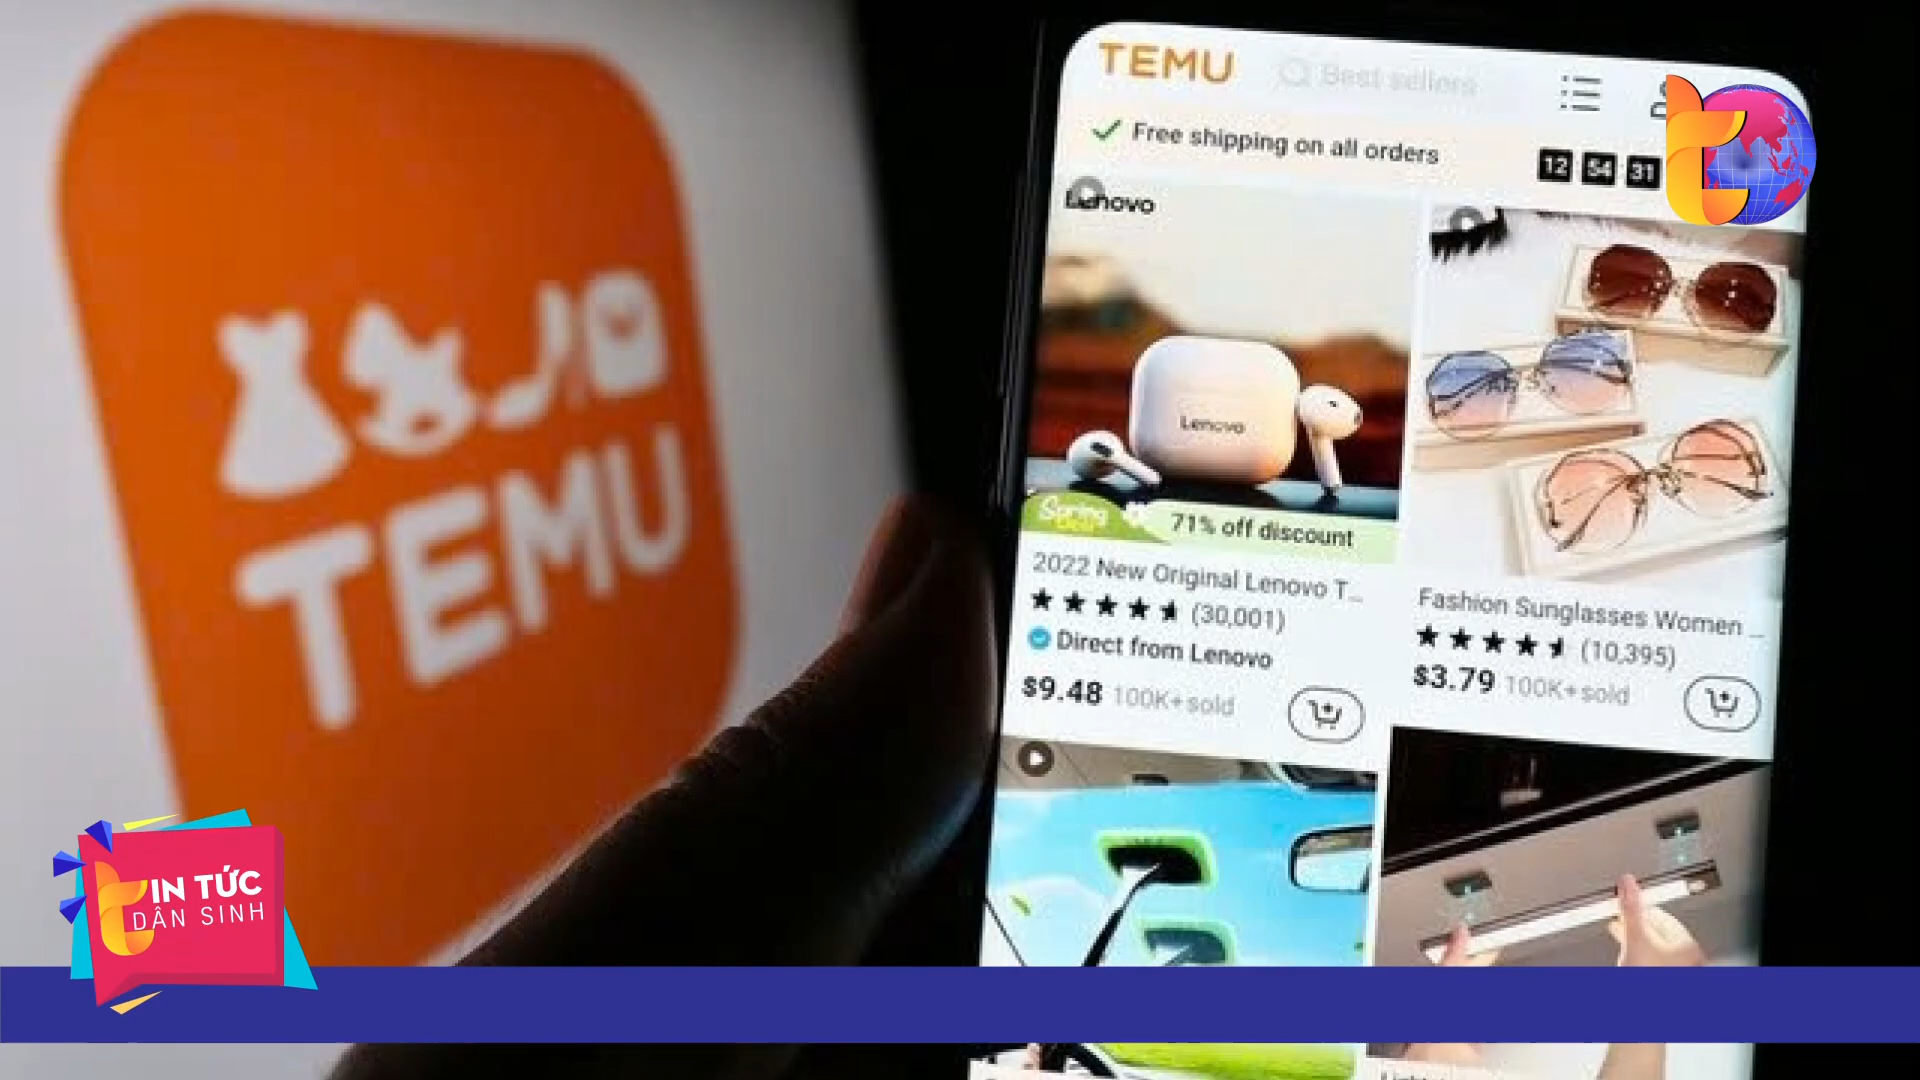 TEMU
TEMU
Best sellers
Free shipping on all orders
12 54 31
Lenovo
Lenovo
Spring
Deal
71% off discount
2022 New Original Lenovo T...
(30,001)
Direct from Lenovo
$9.48 100K+sold
Fashion Sunglasses Women ...
(10,395)
$3.79 100K+sold
TIN TỨC
DÂN SINH